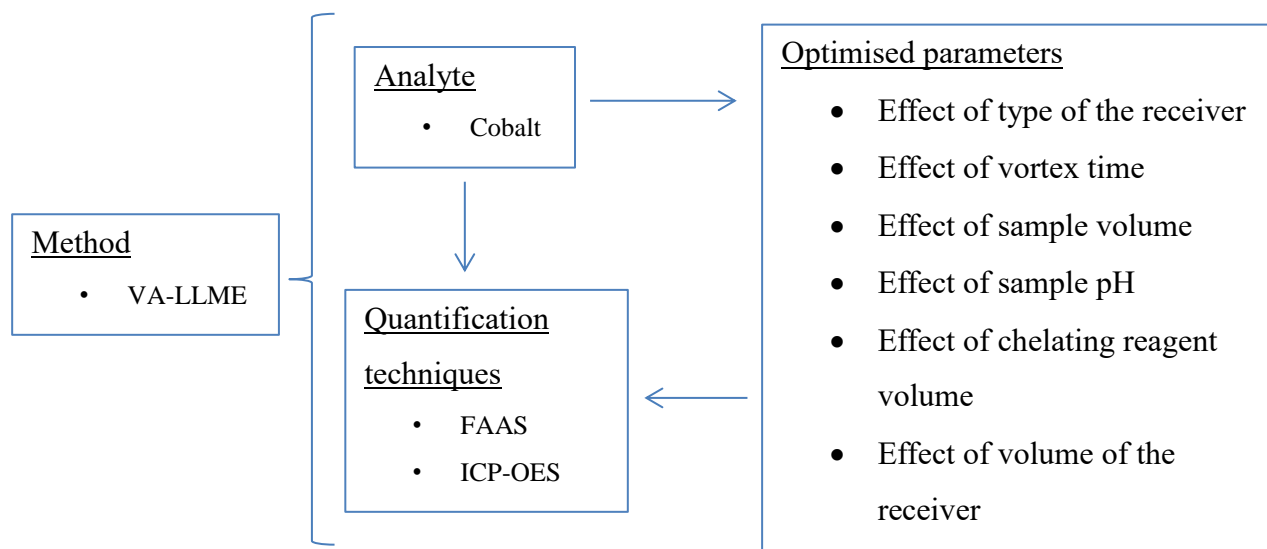 Method
• VA-LLME
Analyte
• Cobalt
Quantification
techniques
• FAAS
• ICP-OES
Optimised parameters
• Effect of type of the receiver
• Effect of vortex time
• Effect of sample volume
• Effect of sample pH
• Effect of chelating reagent
volume
• Effect of volume of the
receiver